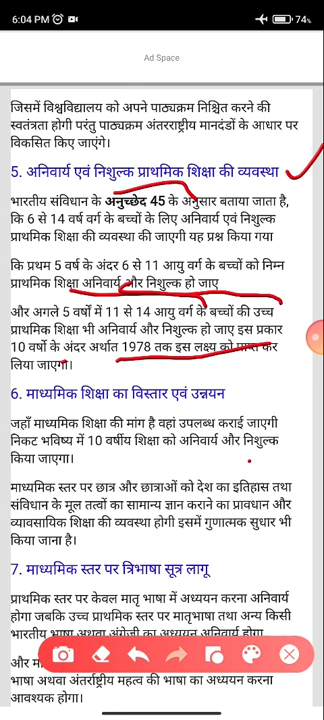 6:04 PM
74%
Ad Space
जिसमें विश्वविद्यालय को अपने पाठ्यक्रम निश्चित करने की
स्वतंत्रता होगी परंतु पाठ्यक्रम अंतरराष्ट्रीय मानदंडों के आधार पर
विकसित किए जाएंगे।
5. अनिवार्य एवं निशुल्क प्राथमिक शिक्षा की व्यवस्था
भारतीय संविधान के अनुच्छेद 45 के अनुसार बताया जाता है,
कि 6 से 14 वर्ष वर्ग के बच्चों के लिए अनिवार्य एवं निशुल्क
प्राथमिक शिक्षा की व्यवस्था की जाएगी यह प्रश्न किया गया
कि प्रथम 5 वर्ष के अंदर 6 से 11 आयु वर्ग के बच्चों को निम्न
प्राथमिक शिक्षा अनिवार्य और निशुल्क हो जाए
और अगले 5 वर्षों में 11 से 14 आयु वर्ग के बच्चों की उच्च
प्राथमिक शिक्षा भी अनिवार्य और निशुल्क हो जाए इस प्रकार
10 वर्षों के अंदर अर्थात 1978 तक इस लक्ष्य को प्राप्त कर
लिया जाएगा।
6. माध्यमिक शिक्षा का विस्तार एवं उन्नयन
जहाँ माध्यमिक शिक्षा की मांग है वहां उपलब्ध कराई जाएगी
निकट भविष्य में 10 वर्षीय शिक्षा को अनिवार्य और निशुल्क
किया जाएगा।
माध्यमिक स्तर पर छात्र और छात्राओं को देश का इतिहास तथा
संविधान के मूल तत्वों का सामान्य ज्ञान कराने का प्रावधान और
व्यावसायिक शिक्षा की व्यवस्था होगी इसमें गुणात्मक सुधार भी
किया जाना है।
7. माध्यमिक स्तर पर त्रिभाषा सूत्र लागू
प्राथमिक स्तर पर केवल मातृ भाषा में अध्ययन करना अनिवार्य
होगा जबकि उच्च प्राथमिक स्तर पर मातृभाषा तथा अन्य किसी
भारतीय भाषा अथवा अंग्रेजी का अध्ययन अनिवार्य होगा
और
भाषा अथवा अंतर्राष्ट्रीय महत्व की भाषा का अध्ययन करना
आवश्यक होगा।